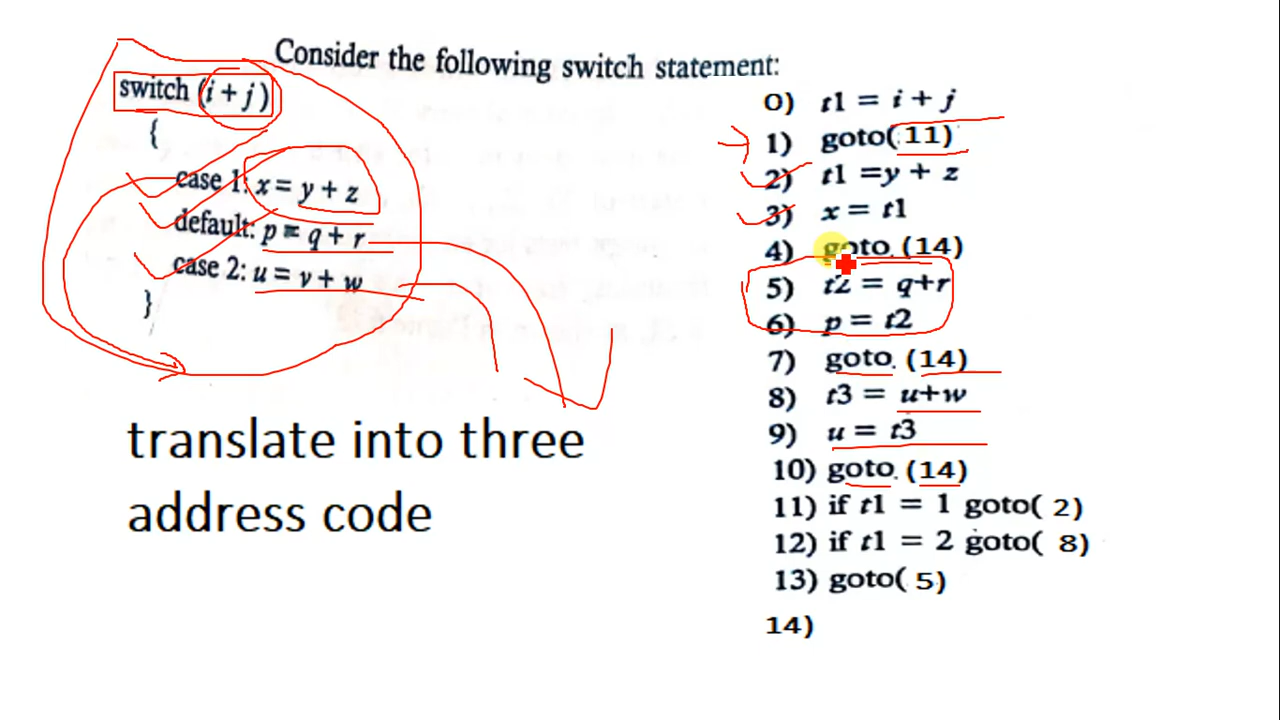 Consider the following switch statement:
switch (i + j)
{
case 1: x = y + z
default: p = q + r
case 2: u = v + w
}
translate into three
address code
0) t1 = i + j
1) goto( 11)
2) t1 =y + z
3) x = t1
4) goto. (14)
5) t2 = q+r
6) p = t2
7) goto. (14)
8) t3 = u+w
9) u = t3
10) goto. (14)
11) if t1 = 1 goto( 2)
12) if t1 = 2 goto( 8)
13) goto( 5)
14)